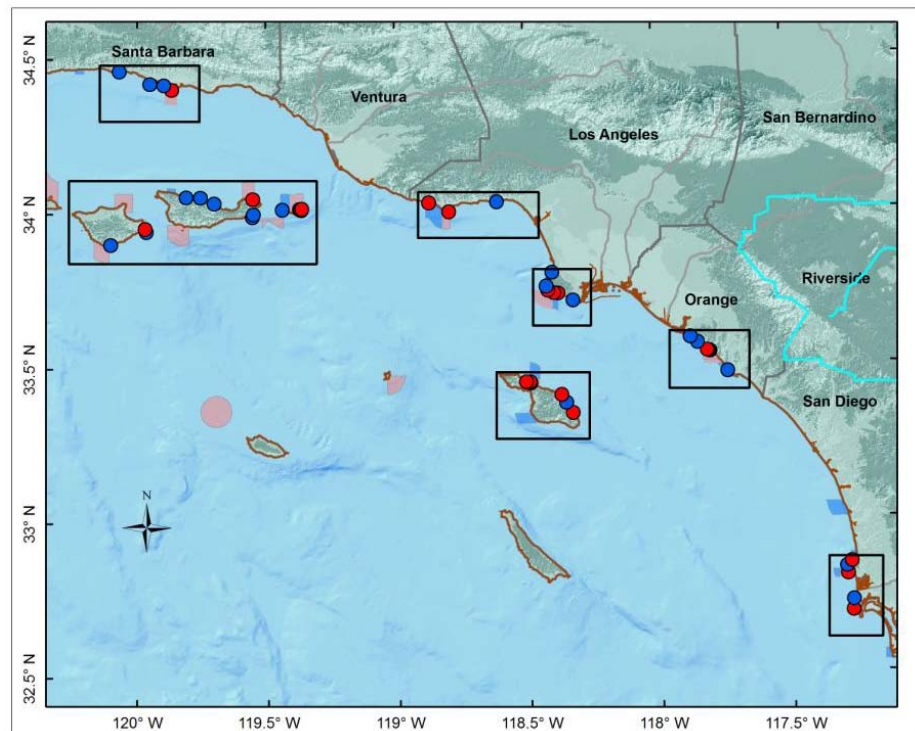 Santa Barbara
34.5° N
Ventura
San Bernardino
Los Angeles
34° N
Riverside
Orange
33.5° N
San Diego
N
33° N
32.5° N
120° W
119.5° W
119° W
118.5° W
118° W
117.5° W